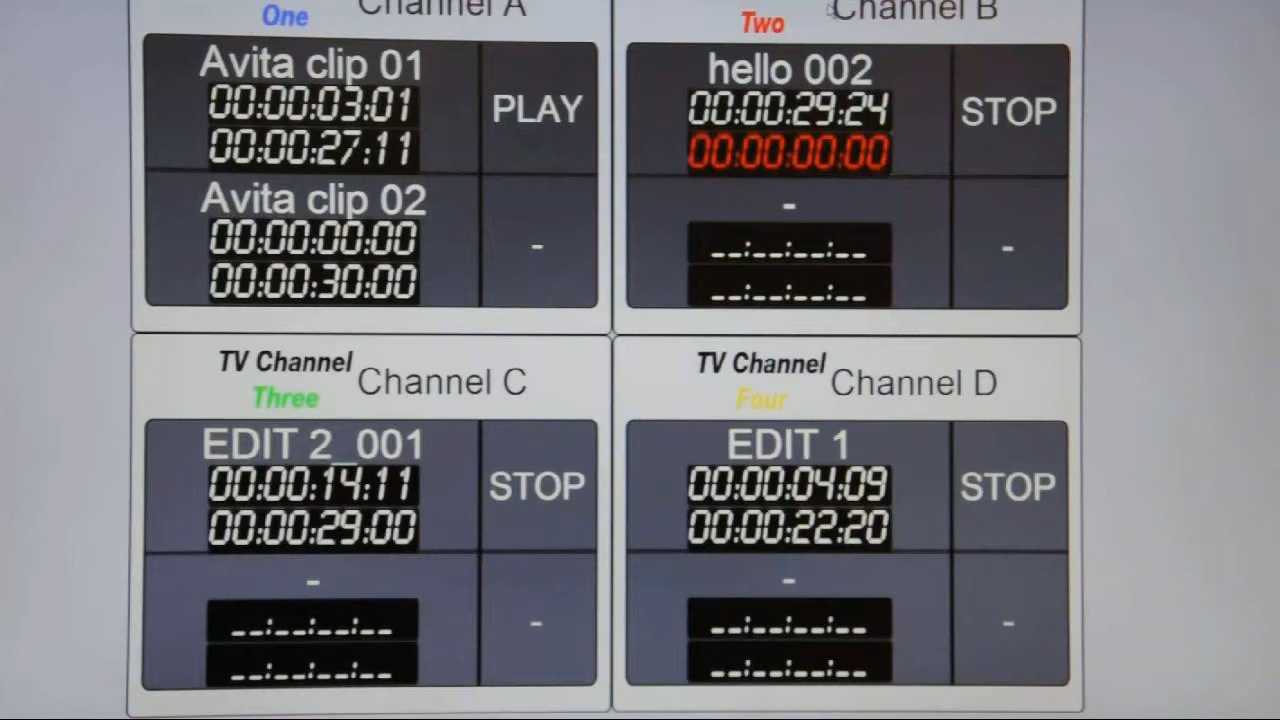 One Channel A
Avita clip 01
00:00:03:01 PLAY
00:00:27:11
Avita clip 02
00:00:00:00 -
00:00:30:00
Two Channel B
hello 002
00:00:29:24 STOP
00:00:00:00
-
--:--:--:-- -
--:--:--:--
TV Channel
Three Channel C
EDIT 2_001
00:00:14:11 STOP
00:00:29:00
-
--:--:--:-- -
--:--:--:--
TV Channel
Four Channel D
EDIT 1
00:00:04:09 STOP
00:00:22:20
-
--:--:--:-- -
--:--:--:--